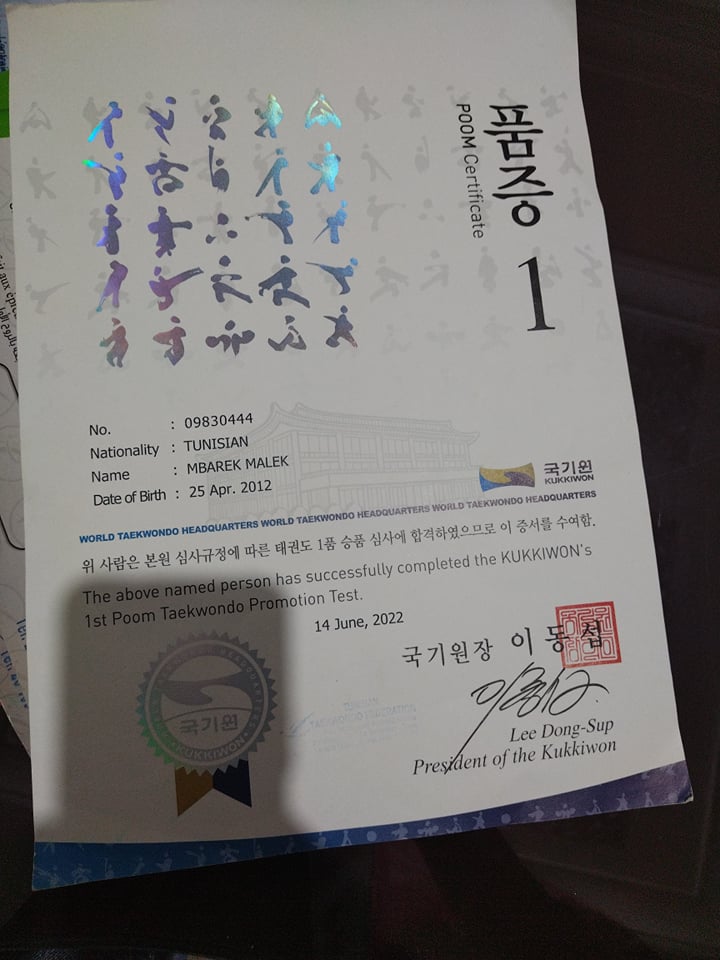 품증
POOM Certificate
1
No. : 09830444
Nationality : TUNISIAN
Name : MBAREK MALEK
Date of Birth : 25 Apr. 2012
국기원
KUKKIWON
WORLD TAEKWONDO HEADQUARTERS WORLD TAEKWONDO HEADQUARTERS WORLD TAEKWONDO HEADQUARTERS
위 사람은 본원 심사규정에 따른 태권도 1품 승품 심사에 합격하였으므로 이 증서를 수여함.
The above named person has successfully completed the KUKKIWON's
1st Poom Taekwondo Promotion Test.
14 June, 2022
국기원장 이동섭
Lee Dong-Sup
President of the Kukkiwon
국기원
KUKKIWON